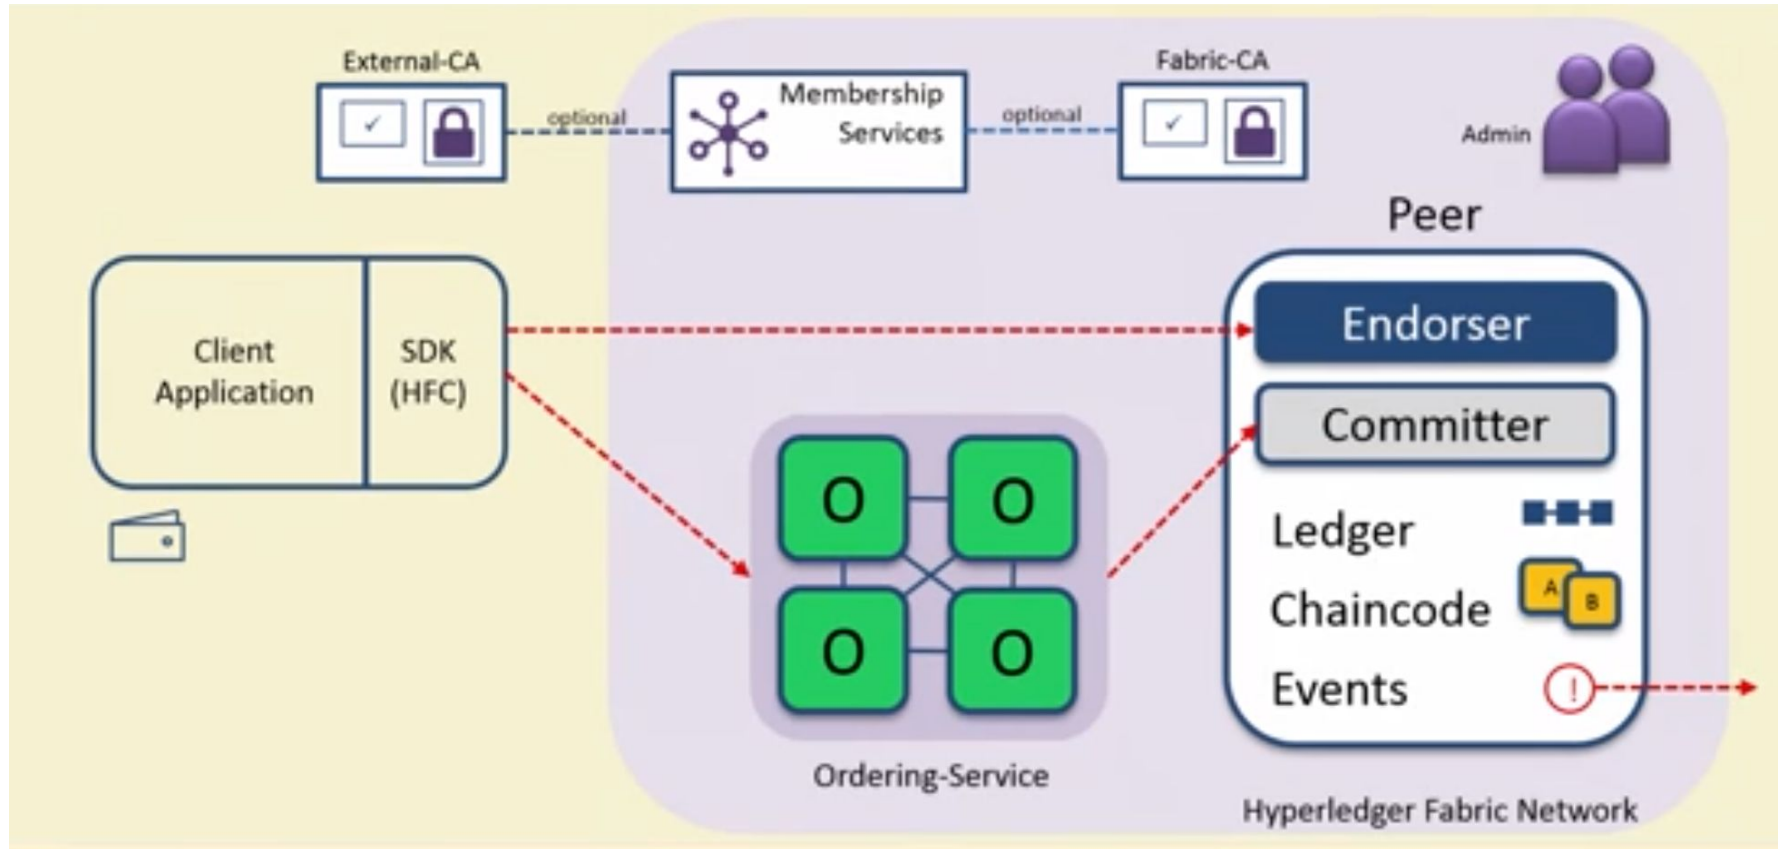 External-CA
optional
Membership
Services
optional
Fabric-CA
Admin
Peer
Client
Application
SDK
(HFC)
Endorser
Committer
Ledger
Chaincode
A
B
Events
!
O
O
O
O
Ordering-Service
Hyperledger Fabric Network